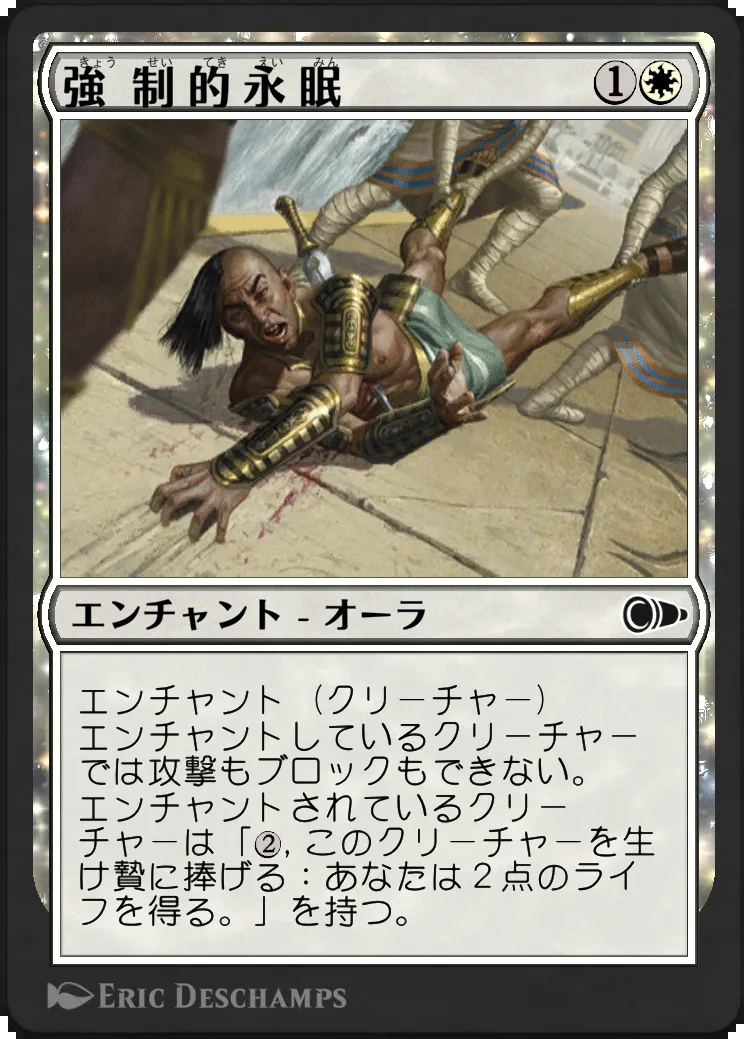 きょう せい てき えい みん
強制的永眠
1
エンチャント - オーラ
エンチャント（クリーチャー）
エンチャントしているクリーチャー
では攻撃もブロックもできない。
エンチャントされているクリー
チャーは「②, このクリーチャーを生
け贄に捧げる：あなたは２点のライ
フを得る。」を持つ。
ERIC DESCHAMPS